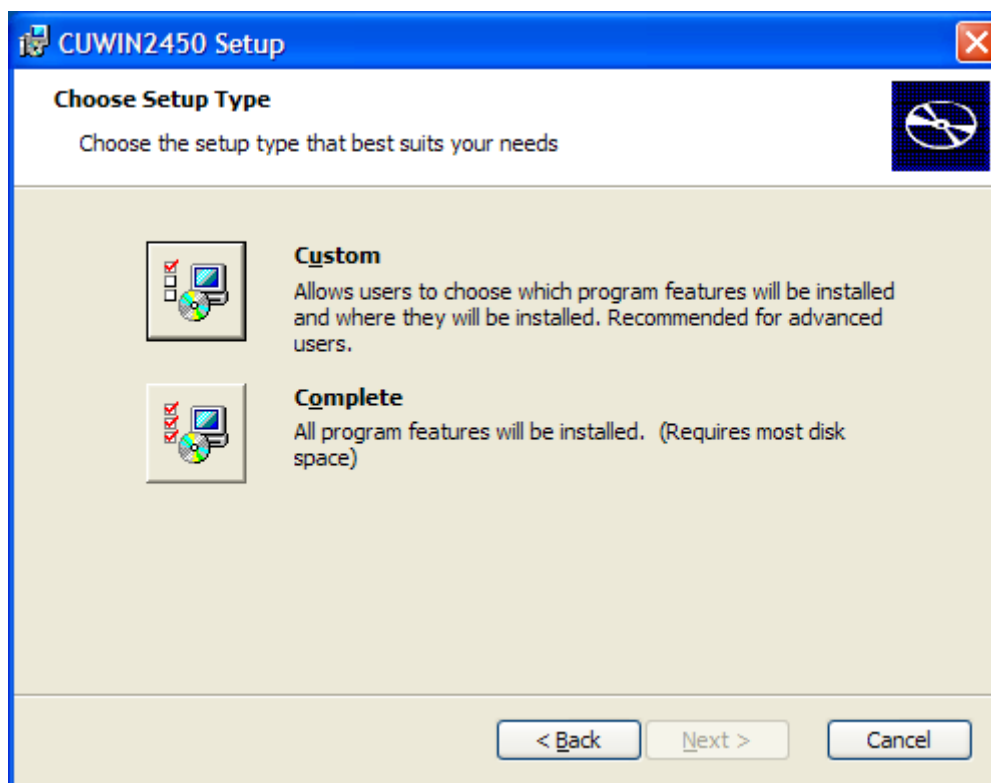 CUWIN2450 Setup
Choose Setup Type
Choose the setup type that best suits your needs
Custom
Allows users to choose which program features will be installed
and where they will be installed. Recommended for advanced
users.
Complete
All program features will be installed.  (Requires most disk
space)
< Back
Next >
Cancel